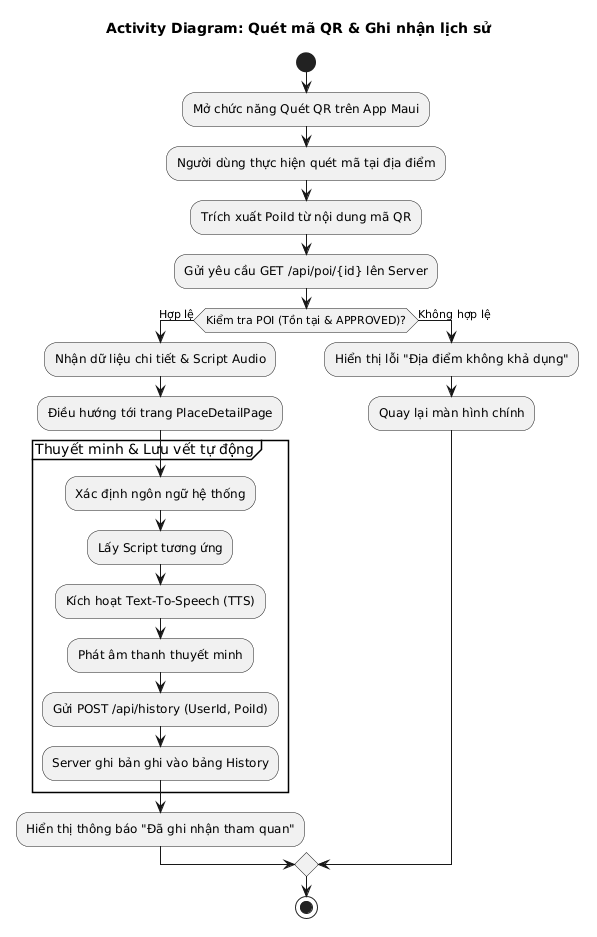 Activity Diagram: Quét mã QR & Ghi nhận lịch sử
Mở chức năng Quét QR trên App Maui
Người dùng thực hiện quét mã tại địa điểm
Trích xuất PoiId từ nội dung mã QR
Gửi yêu cầu GET /api/poi/{id} lên Server
Kiểm tra POI (Tồn tại & APPROVED)?
Hợp lệ
Nhận dữ liệu chi tiết & Script Audio
Điều hướng tới trang PlaceDetailPage
Thuyết minh & Lưu vết tự động
Xác định ngôn ngữ hệ thống
Lấy Script tương ứng
Kích hoạt Text-To-Speech (TTS)
Phát âm thanh thuyết minh
Gửi POST /api/history (UserId, PoiId)
Server ghi bản ghi vào bảng History
Hiển thị thông báo "Đã ghi nhận tham quan"
Không hợp lệ
Hiển thị lỗi "Địa điểm không khả dụng"
Quay lại màn hình chính